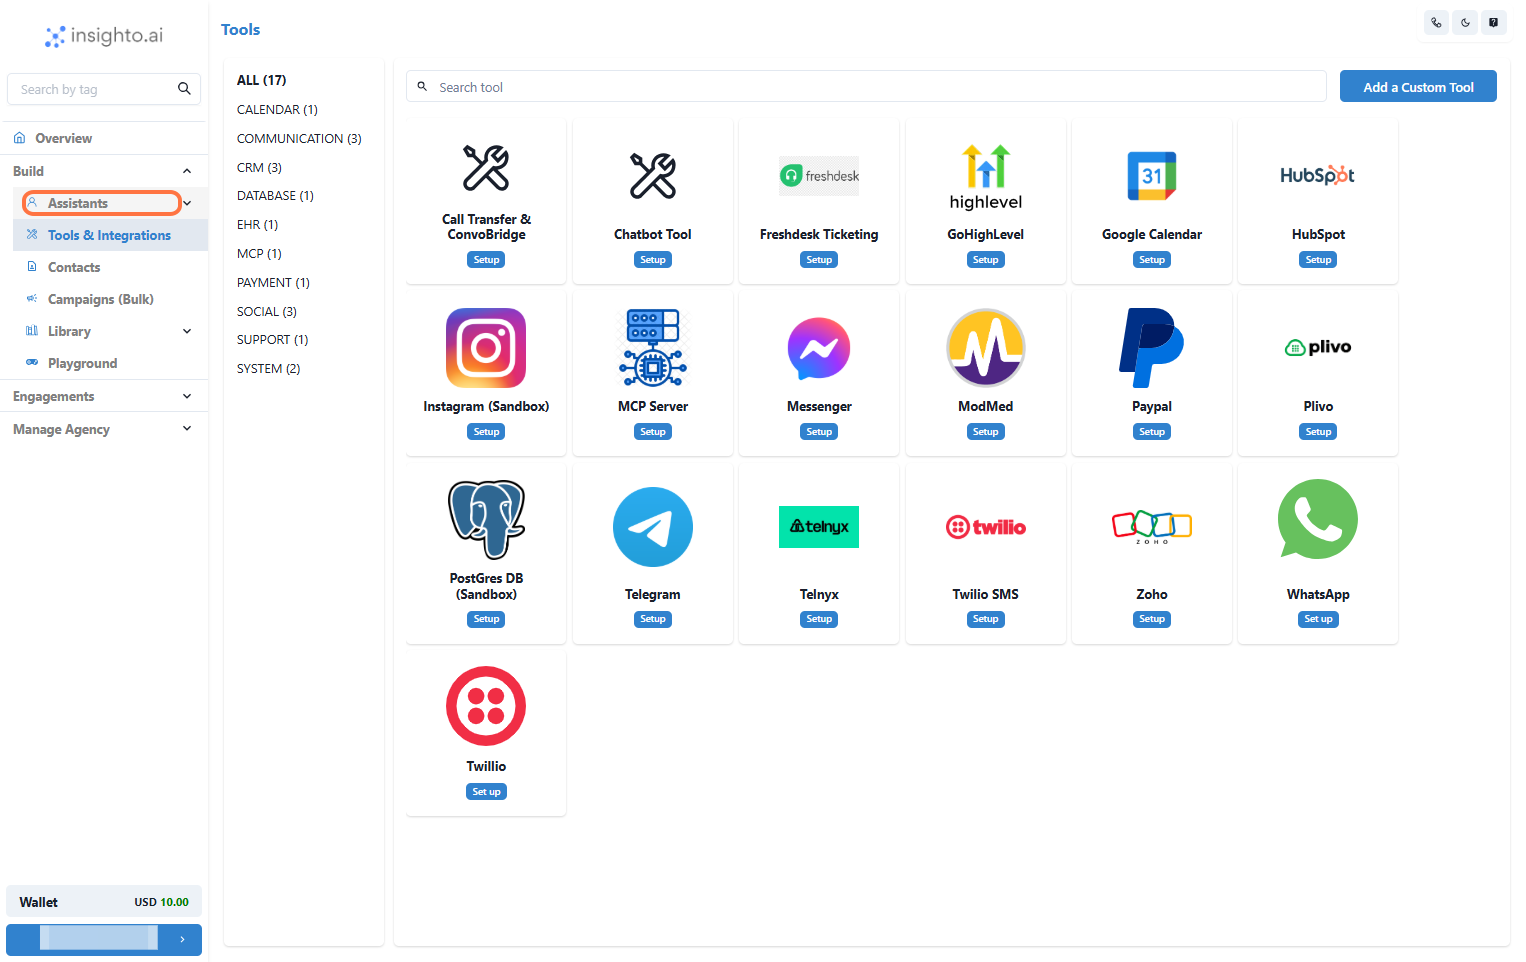 insighto.ai
Search by tag
Overview
Build
Assistants
Tools & Integrations
Contacts
Campaigns (Bulk)
Library
Playground
Engagements
Manage Agency
Wallet USD 10.00
Tools
ALL (17)
CALENDAR (1)
COMMUNICATION (3)
CRM (3)
DATABASE (1)
EHR (1)
MCP (1)
PAYMENT (1)
SOCIAL (3)
SUPPORT (1)
SYSTEM (2)
Search tool
Add a Custom Tool
Call Transfer &
ConvoBridge
Setup
Chatbot Tool
Setup
freshdesk
Freshdesk Ticketing
Setup
highlevel
GoHighLevel
Setup
31
Google Calendar
Setup
HubSpot
HubSpot
Setup
Instagram (Sandbox)
Setup
MCP Server
Setup
Messenger
Setup
ModMed
Setup
Paypal
Setup
plivo
Plivo
Setup
PostGres DB
(Sandbox)
Setup
Telegram
Setup
telnyx
Telnyx
Setup
twilio
Twilio SMS
Setup
ZOHO
Zoho
Setup
WhatsApp
Set up
Twillio
Set up